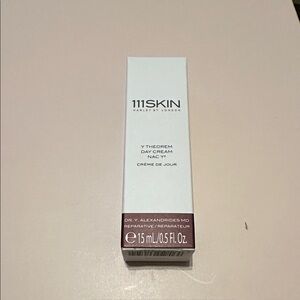 111SKIN
HARLEY ST LONDON
Y THEOREM
DAY CREAM
NAC Y²
CRÈME DE JOUR
DR. Y. ALEXANDRIDES MD
REPARATIVE / RÉPARATEUR
℮ 15 mL/0.5 Fl. Oz.